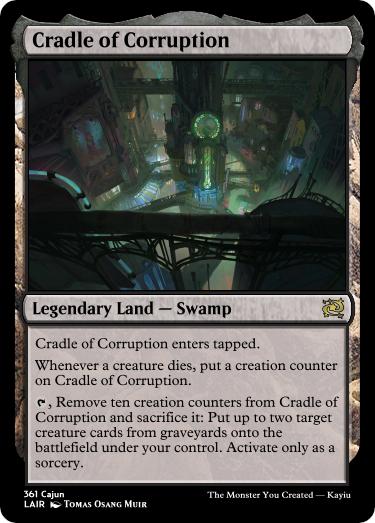 Cradle of Corruption
Legendary Land — Swamp
Cradle of Corruption enters tapped.
Whenever a creature dies, put a creation counter
on Cradle of Corruption.
, Remove ten creation counters from Cradle of
Corruption and sacrifice it: Put up to two target
creature cards from graveyards onto the
battlefield under your control. Activate only as a
sorcery.
361 Cajun
The Monster You Created — Kayiu
LAIR Tomas Osang Muir